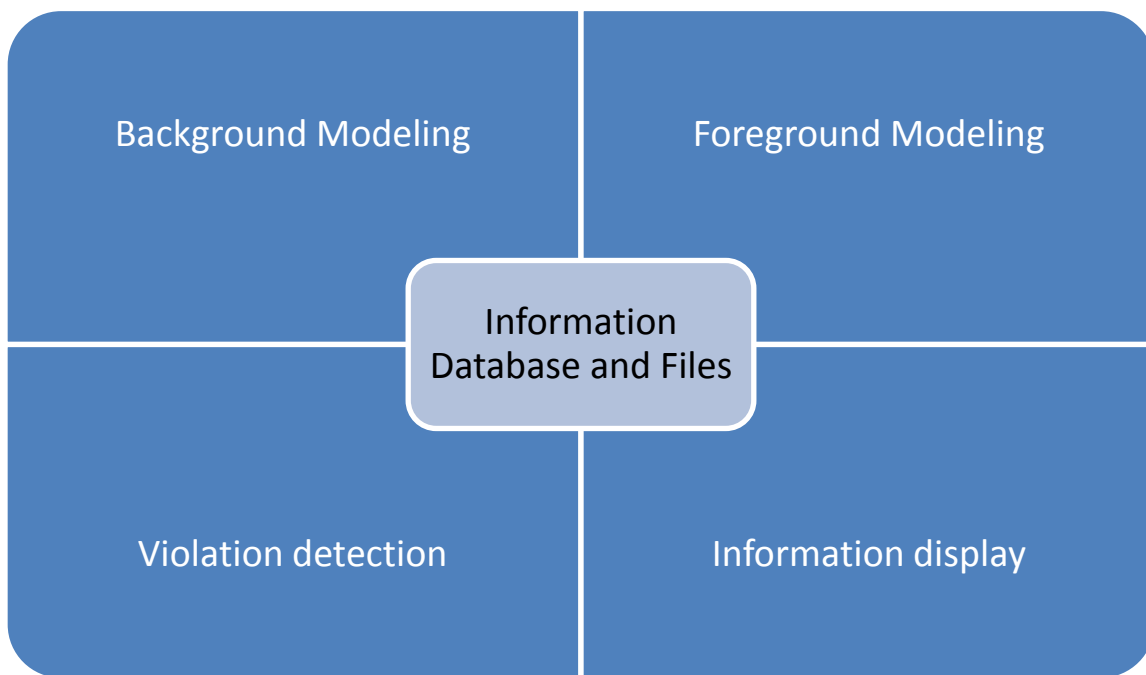 Background Modeling
Foreground Modeling
Information
Database and Files
Violation detection
Information display